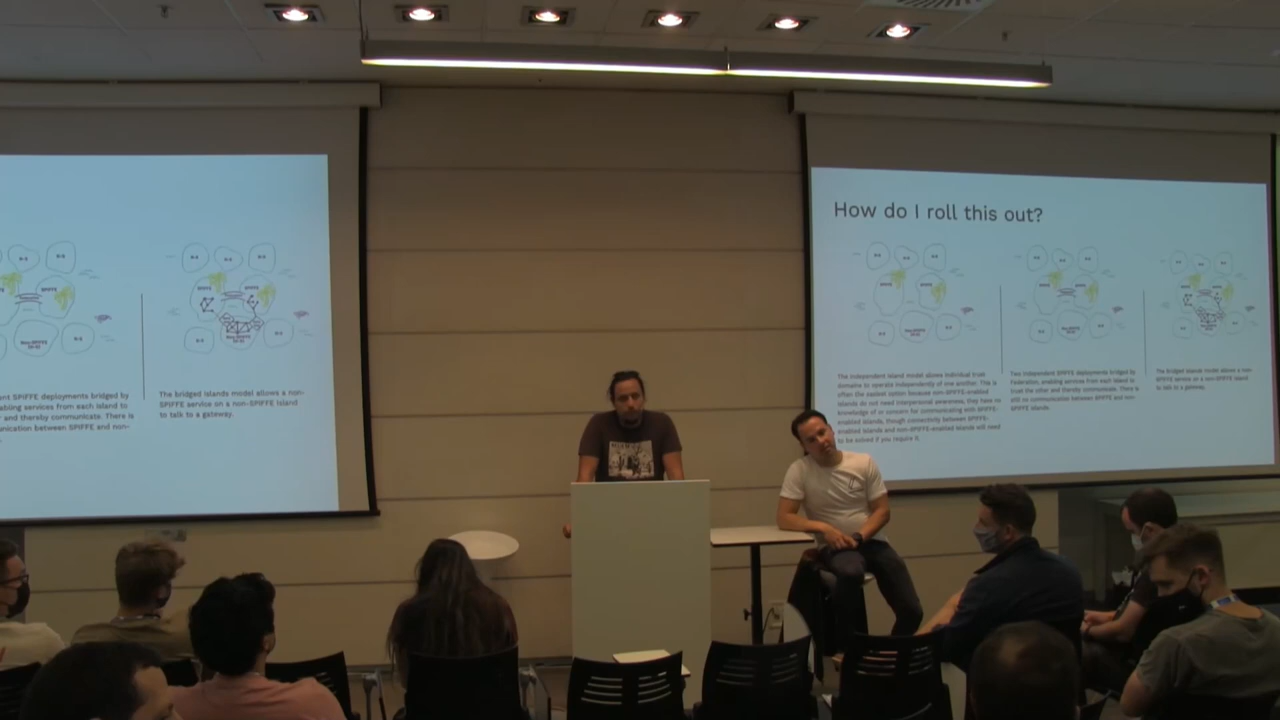 ent SPIFFE deployments bridged by
abling services from each island to
and thereby communicate. There is
unication between SPIFFE and non-
The bridged islands model allows a non-
SPIFFE service on a non-SPIFFE island
to talk to a gateway.
How do I roll this out?
The independent island model allows individual trust
domains to operate independently of one another. This is
often the easiest option because non-SPIFFE-enabled
islands do not need interpersonal awareness, they have no
knowledge of or concern for communicating with SPIFFE-
enabled islands, though connectivity between SPIFFE-
enabled islands and non-SPIFFE-enabled islands will need
to be solved if you require it.
Two independent SPIFFE deployments bridged by
Federation, enabling services from each island to
trust the other and thereby communicate. There is
still no communication between SPIFFE and non-
SPIFFE islands.
The bridged islands model allows a non-
SPIFFE service on a non-SPIFFE island
to talk to a gateway.